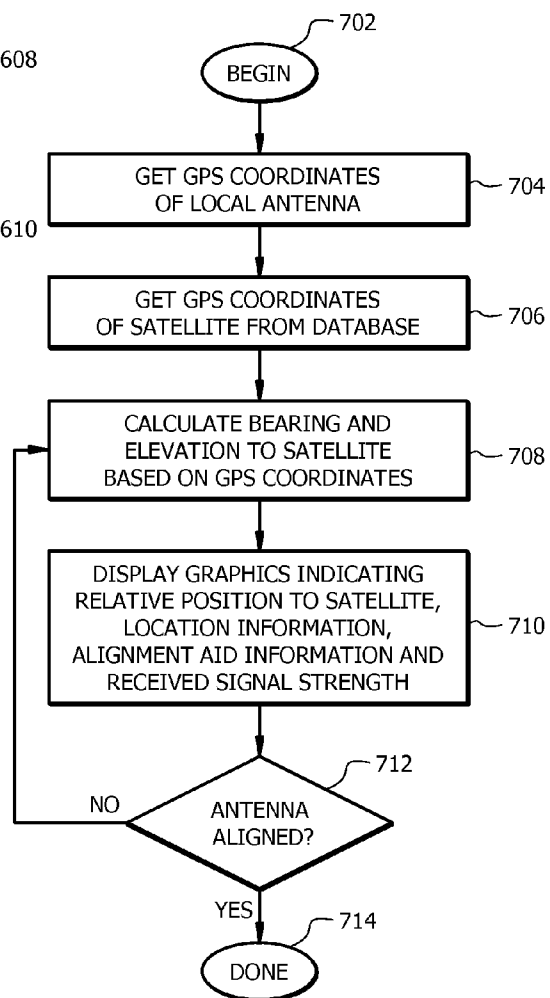 702
608
BEGIN
GET GPS COORDINATES
OF LOCAL ANTENNA
704
610
GET GPS COORDINATES
OF SATELLITE FROM DATABASE
706
CALCULATE BEARING AND
ELEVATION TO SATELLITE
BASED ON GPS COORDINATES
708
DISPLAY GRAPHICS INDICATING
RELATIVE POSITION TO SATELLITE,
LOCATION INFORMATION,
ALIGNMENT AID INFORMATION AND
RECEIVED SIGNAL STRENGTH
710
712
NO
ANTENNA
ALIGNED?
YES
714
DONE